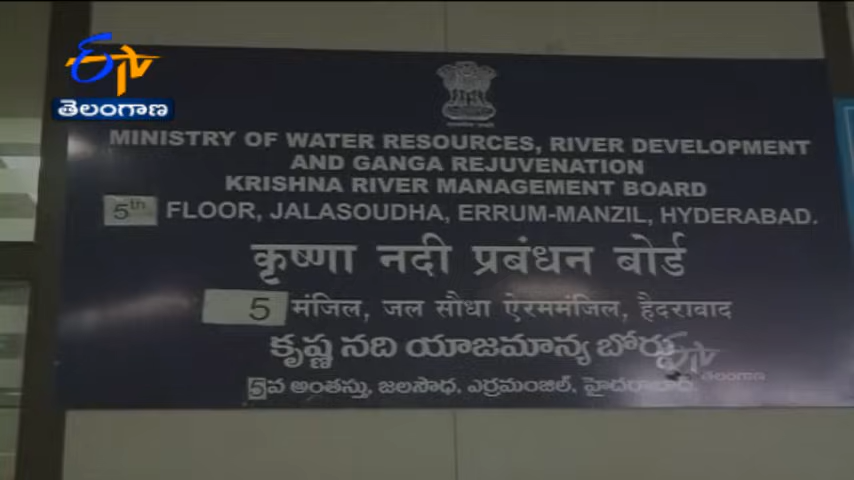 ETV
తెలంగాణ
MINISTRY OF WATER RESOURCES, RIVER DEVELOPMENT
AND GANGA REJUVENATION
KRISHNA RIVER MANAGEMENT BOARD
5th FLOOR, JALASOUDHA, ERRUM-MANZIL, HYDERABAD.
कृष्णा नदी प्रबंधन बोर्ड
5 मंजिल, जल सौधा ऐरममंजिल, हैदराबाद
కృష్ణ నది యాజమాన్య బోర్డు
5వ అంతస్తు, జలసౌధ, ఎర్రమంజిల్, హైదరాబాద్.
తెలంగాణ